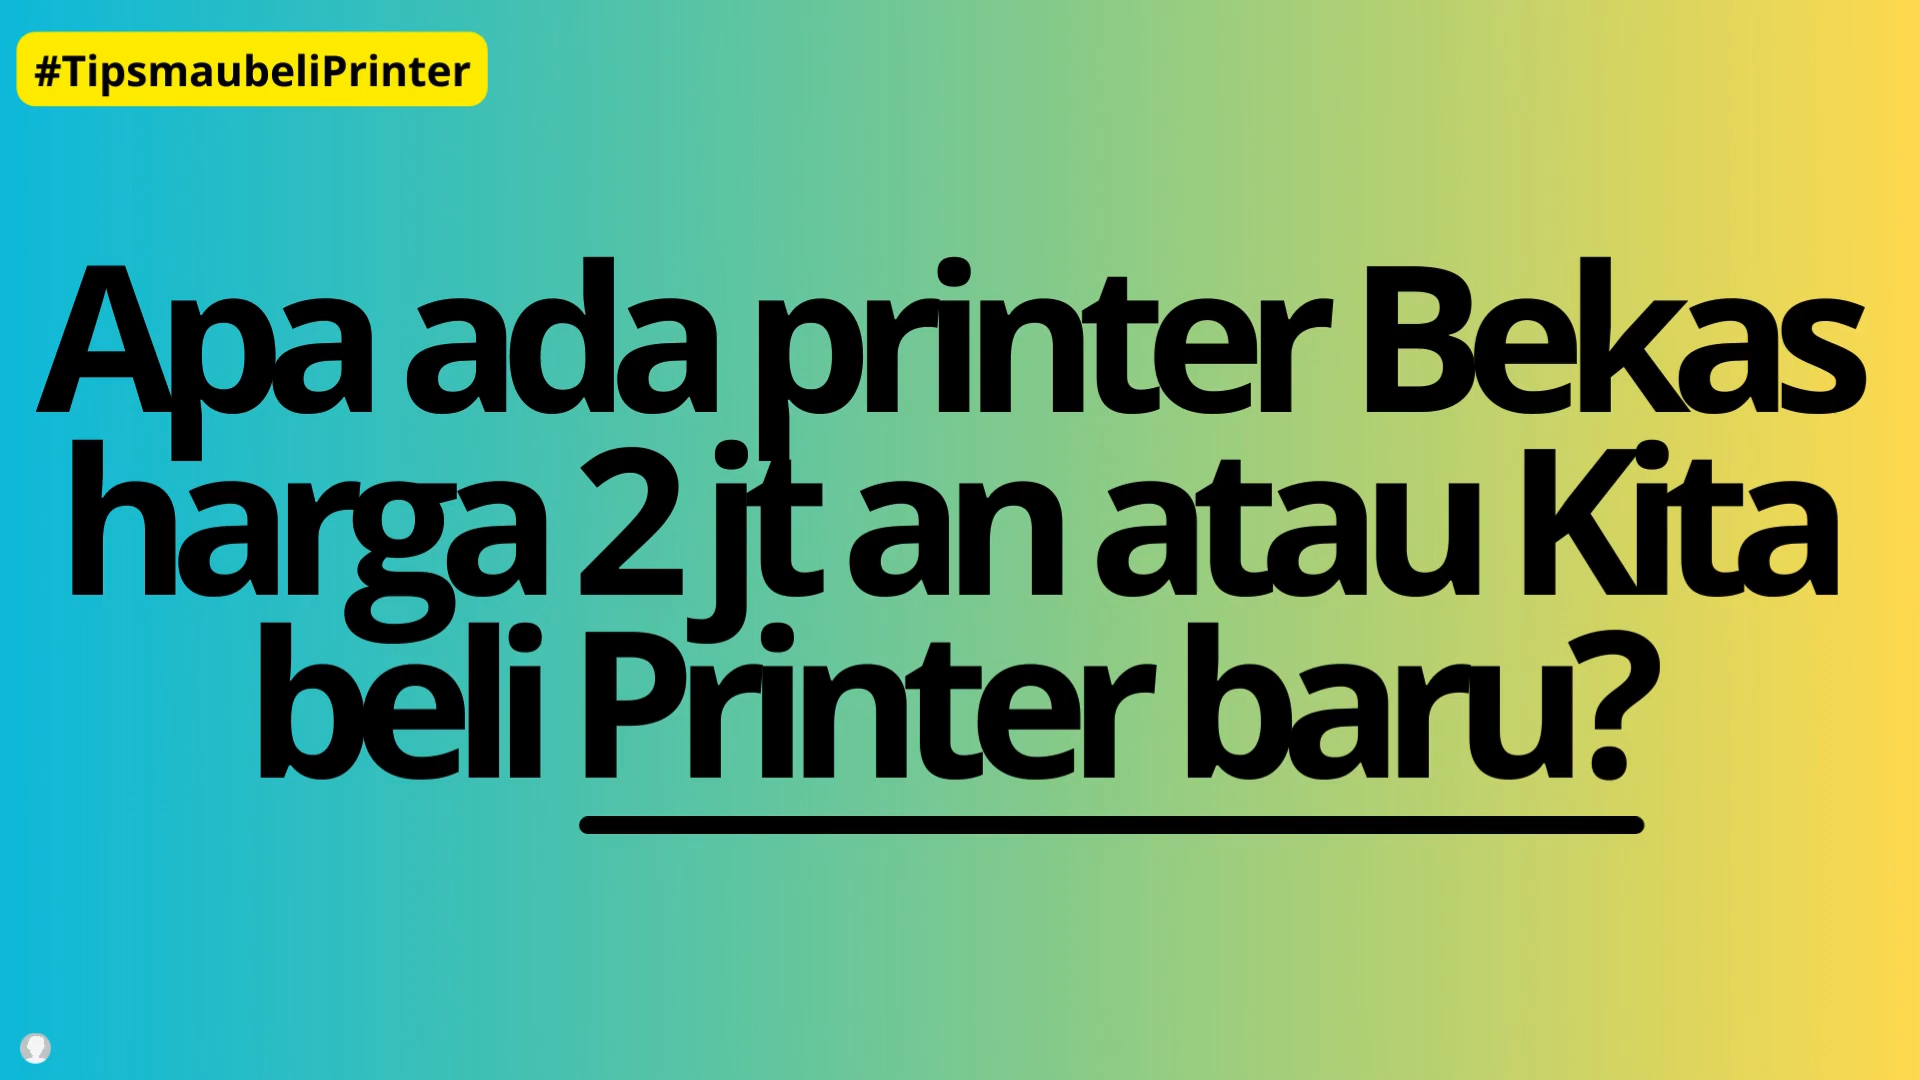 #TipsmaubeliPrinter
Apa ada printer Bekas
harga 2 jt an atau Kita
beli Printer baru?